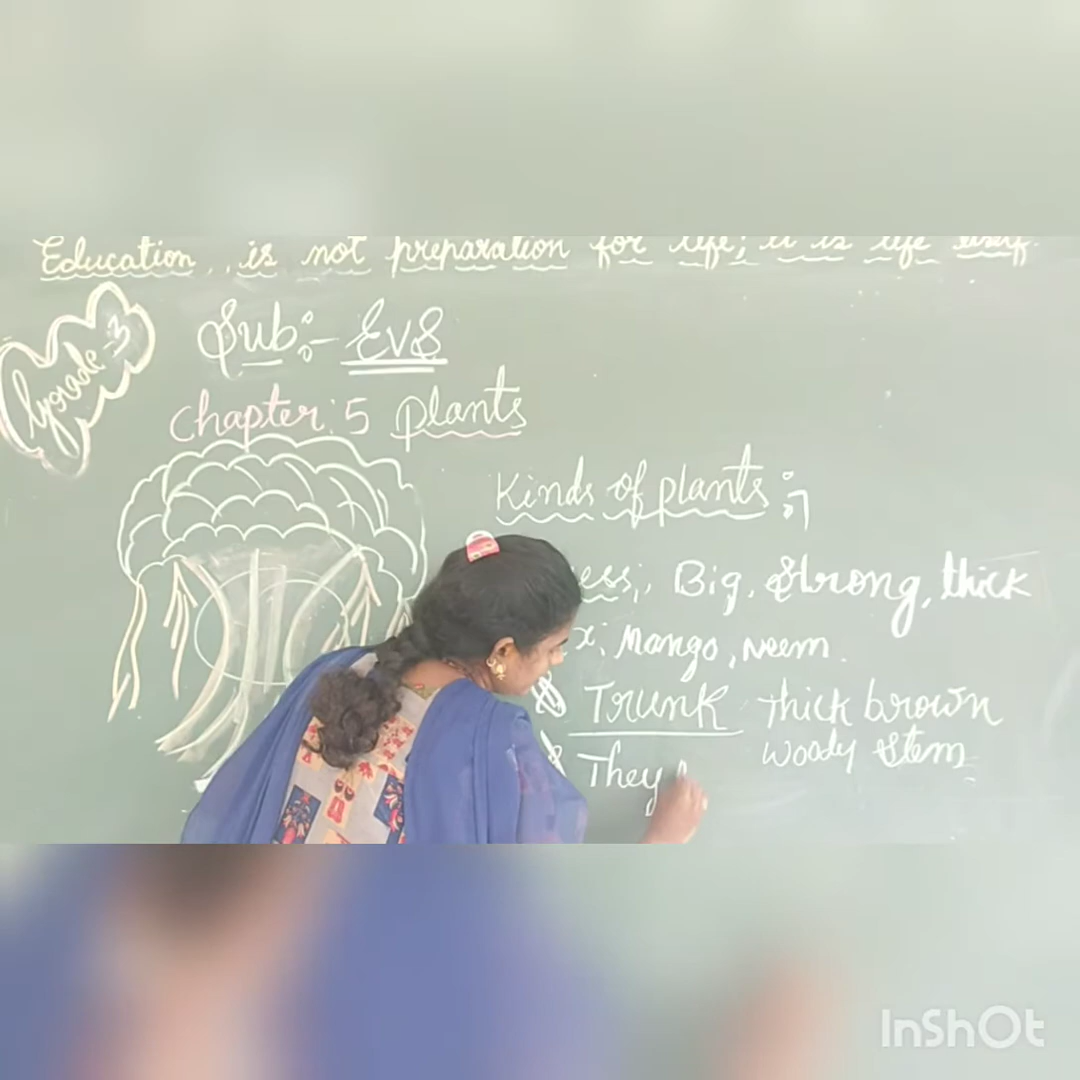 Education is not preparation for life; it is life itself.
Grade-3
Sub:- EVS
Chapter: 5 Plants
Kinds of plants :-
Big, Strong, thick
x: Mango, Neem.
Trunk thick brown
woody stem
They
InShOt